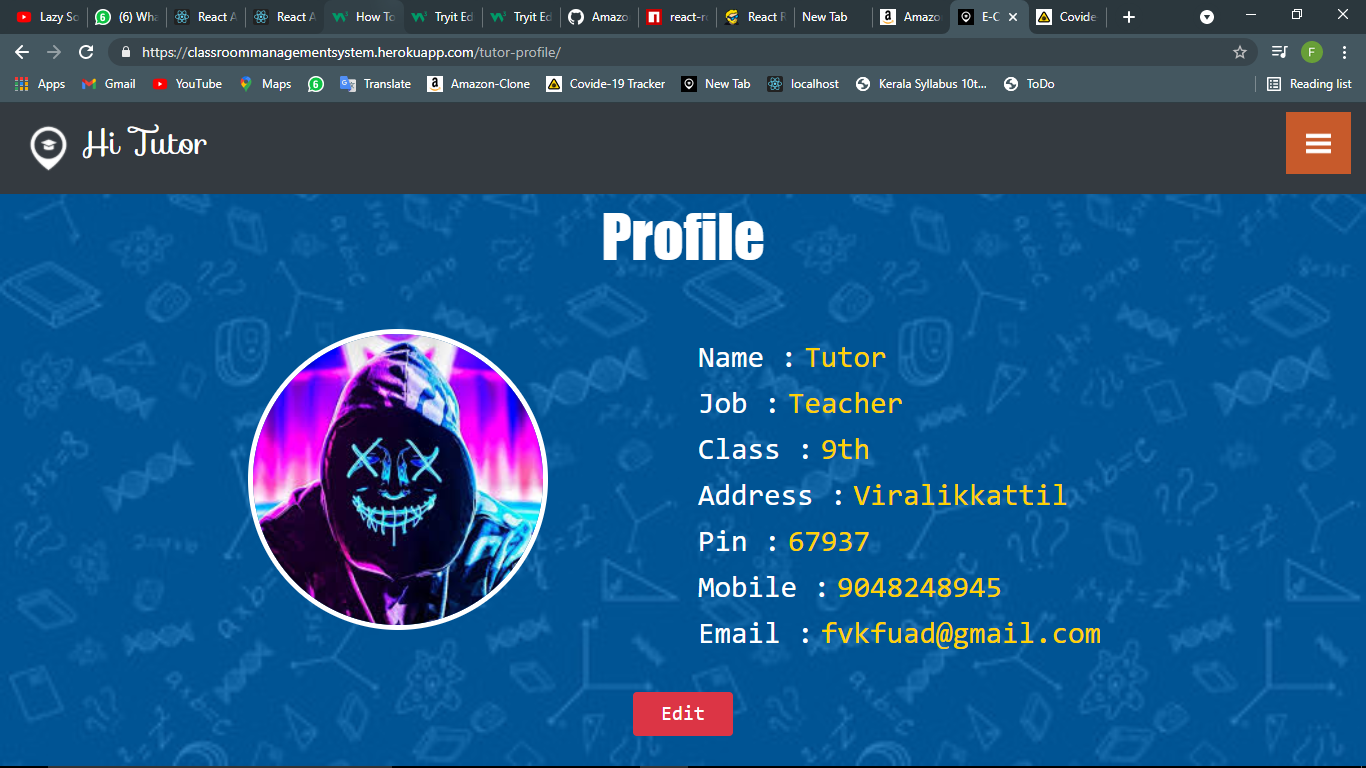 Lazy So
(6) Wha
React A
React A
How To
Tryit Ed
Tryit Ed
Amazo
react-ro
React R
New Tab
Amazo
E-C
Covide
https://classroommanagementsystem.herokuapp.com/tutor-profile/
F
Apps
Gmail
YouTube
Maps
6
Translate
Amazon-Clone
Covide-19 Tracker
New Tab
localhost
Kerala Syllabus 10t...
ToDo
Reading list
Hi Tutor
Profile
Name : Tutor
Job : Teacher
Class : 9th
Address : Viralikkattil
Pin : 67937
Mobile : 9048248945
Email : fvkfuad@gmail.com
Edit